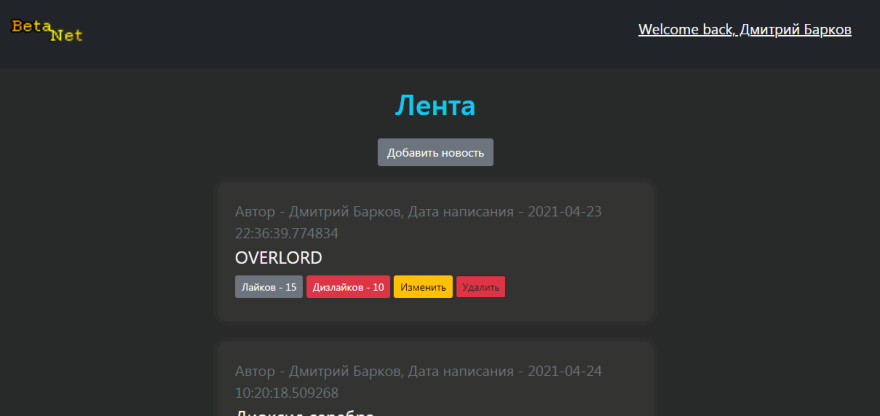 Beta
Net
Welcome back, Дмитрий Барков
Лента
Добавить новость
Автор - Дмитрий Барков, Дата написания - 2021-04-23
22:36:39.774834
OVERLORD
Лайков - 15 Дизлайков - 10 Изменить Удалить
Автор - Дмитрий Барков, Дата написания - 2021-04-24
10:20:18.509268